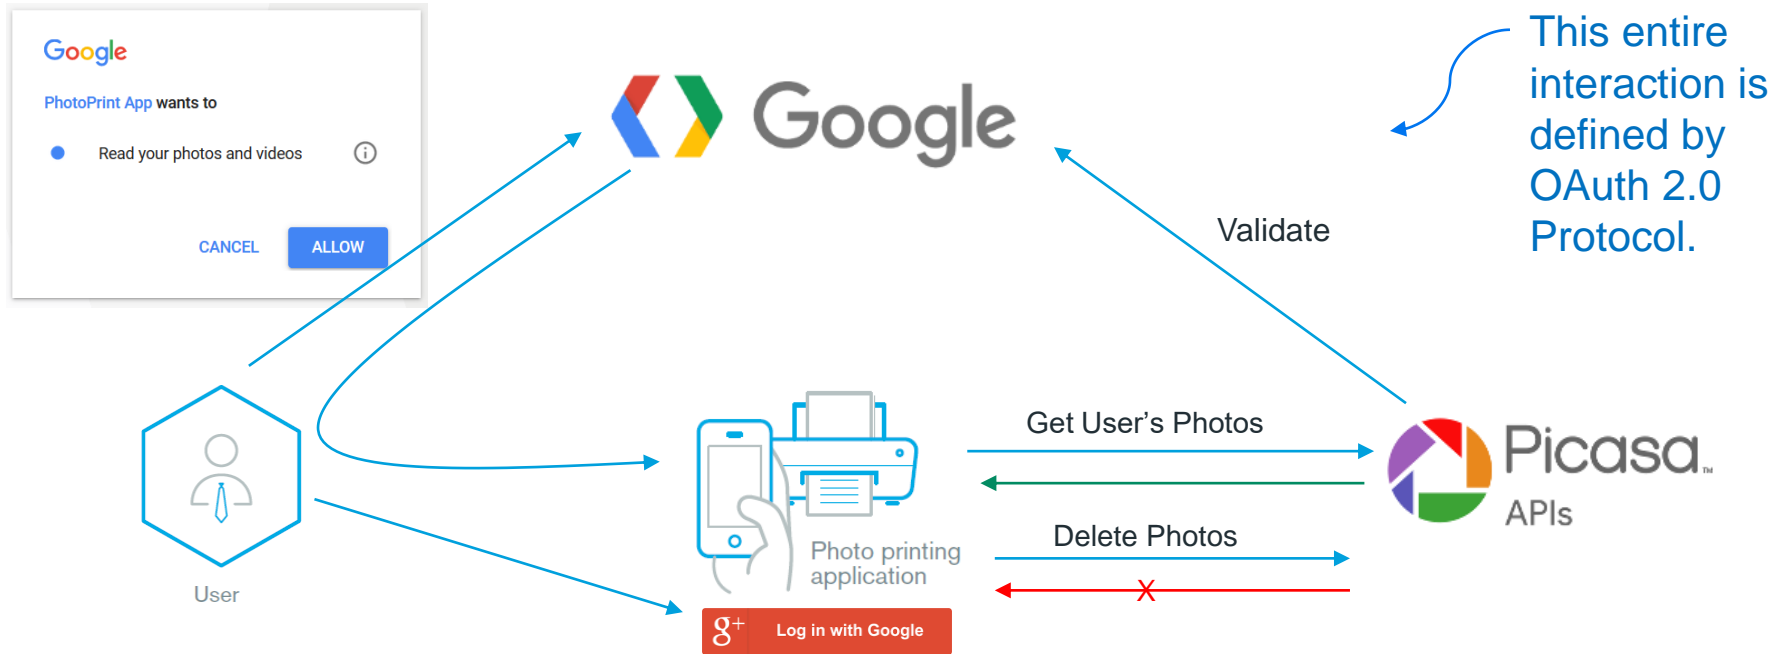 Google
PhotoPrint App wants to
Read your photos and videos
CANCEL
ALLOW
Google
This entire
interaction is
defined by
OAuth 2.0
Protocol.
Validate
Get User’s Photos
Picasa™
APIs
Delete Photos
X
Photo printing
application
User
g+ Log in with Google